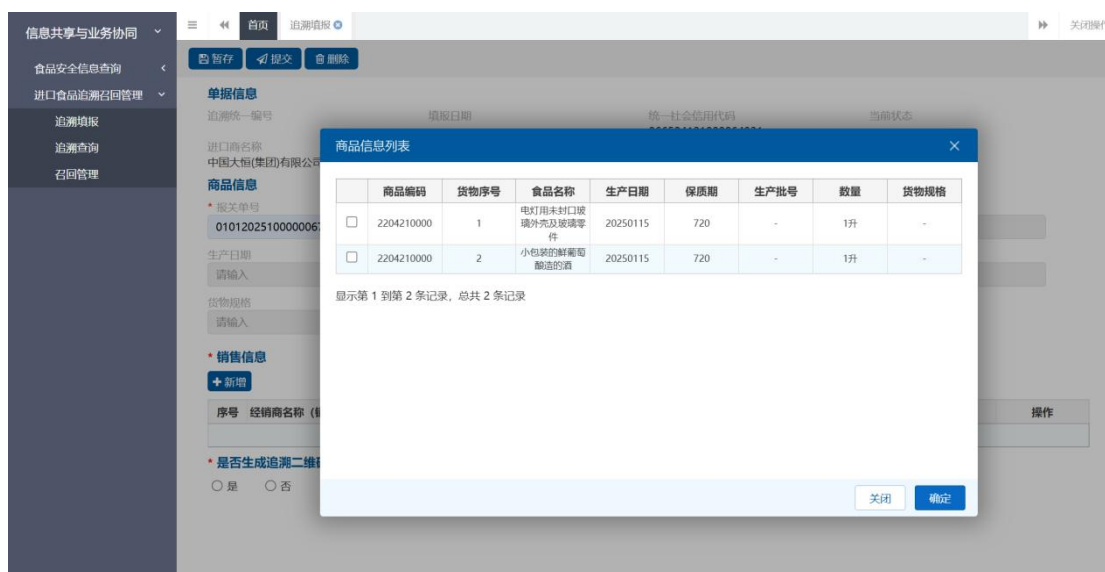 信息共享与业务协同
首页
追溯填报
关闭操作
暂存
提交
删除
食品安全信息查询
进口食品追溯召回管理
追溯填报
追溯查询
召回管理
单据信息
追溯统一编号 填报日期 统一社会信用代码 当前状态
进口商名称
中国大恒(集团)有限公司
商品信息
* 报关单号
01012025100000067
生产日期
请输入
货物规格
请输入
* 销售信息
新增
序号 经销商名称 操作
* 是否生成追溯二维码
是 否
商品信息列表
商品编码 货物序号 食品名称 生产日期 保质期 生产批号 数量 货物规格
2204210000 1 电灯用未封口玻璃外壳及玻璃零件 20250115 720 - 1升 -
2204210000 2 小包装的鲜葡萄酿造的酒 20250115 720 - 1升 -
显示第 1 到第 2 条记录，总共 2 条记录
关闭 确定